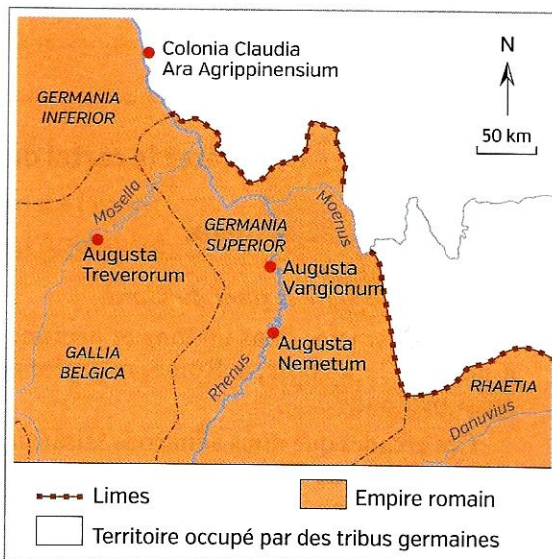 Colonia Claudia
Ara Agrippinensium
N
50 km
GERMANIA
INFERIOR
Mosella
Moenus
GERMANIA
SUPERIOR
Augusta
Treverorum
Augusta
Vangionum
Augusta
Nemetum
GALLIA
BELGICA
Rhenus
RHAETIA
Danuvius
Limes
Empire romain
Territoire occupé par des tribus germaines